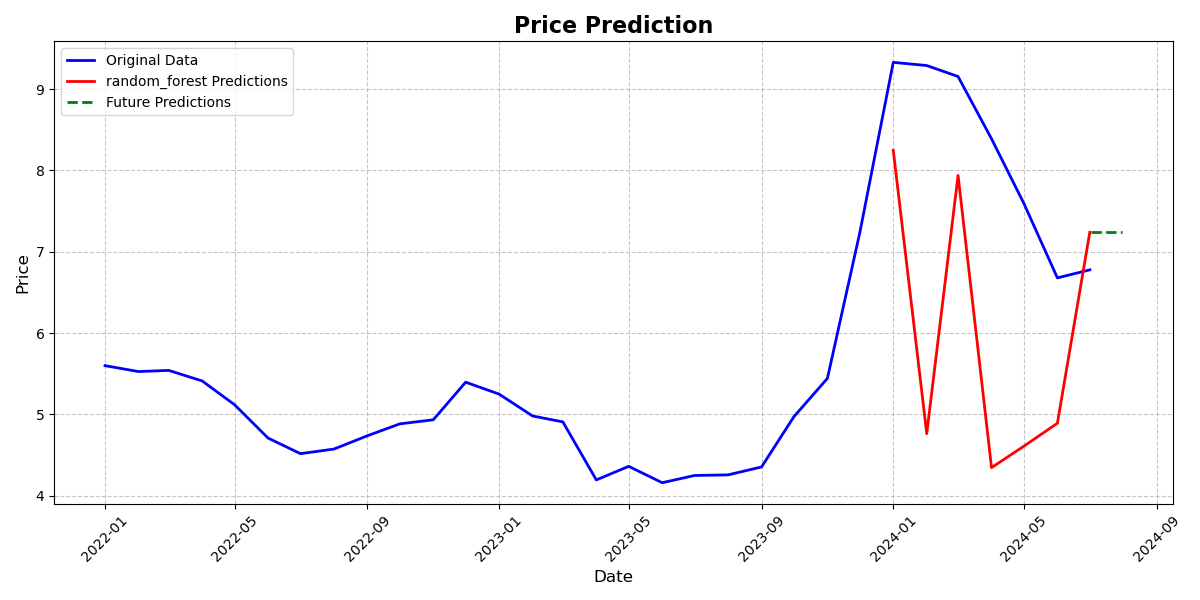 Price Prediction
Original Data
random_forest Predictions
Future Predictions
Price
9
8
7
6
5
4
2022-01
2022-05
2022-09
2023-01
2023-05
2023-09
2024-01
2024-05
2024-09
Date